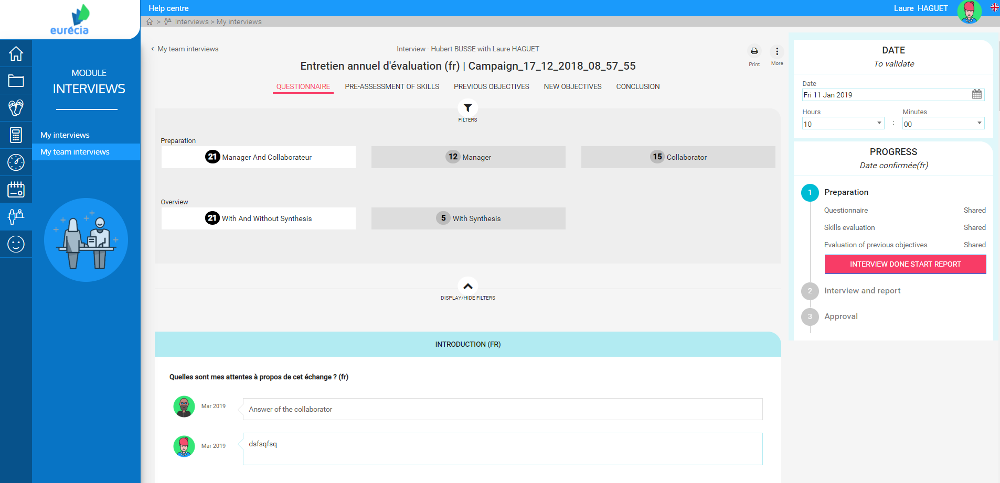 eurécia
Help centre
Laure HAGUET
> Interviews > My interviews
MODULE
INTERVIEWS
My interviews
My team interviews
‹ My team interviews
Interview - Hubert BUSSE with Laure HAGUET
Entretien annuel d'évaluation (fr) | Campaign_17_12_2018_08_57_55
Print
More
QUESTIONNAIRE PRE-ASSESSMENT OF SKILLS PREVIOUS OBJECTIVES NEW OBJECTIVES CONCLUSION
FILTERS
Preparation
21 Manager And Collaborateur
12 Manager
15 Collaborator
Overview
21 With And Without Synthesis
5 With Synthesis
DISPLAY/HIDE FILTERS
INTRODUCTION (FR)
Quelles sont mes attentes à propos de cet échange ? (fr)
Mar 2019
Answer of the collaborator
Mar 2019
dsfsqfsq
DATE
To validate
Date
Fri 11 Jan 2019
Hours
Minutes
10 : 00
PROGRESS
Date confirmée(fr)
1 Preparation
Questionnaire Shared
Skills evaluation Shared
Evaluation of previous objectives Shared
INTERVIEW DONE START REPORT
2 Interview and report
3 Approval